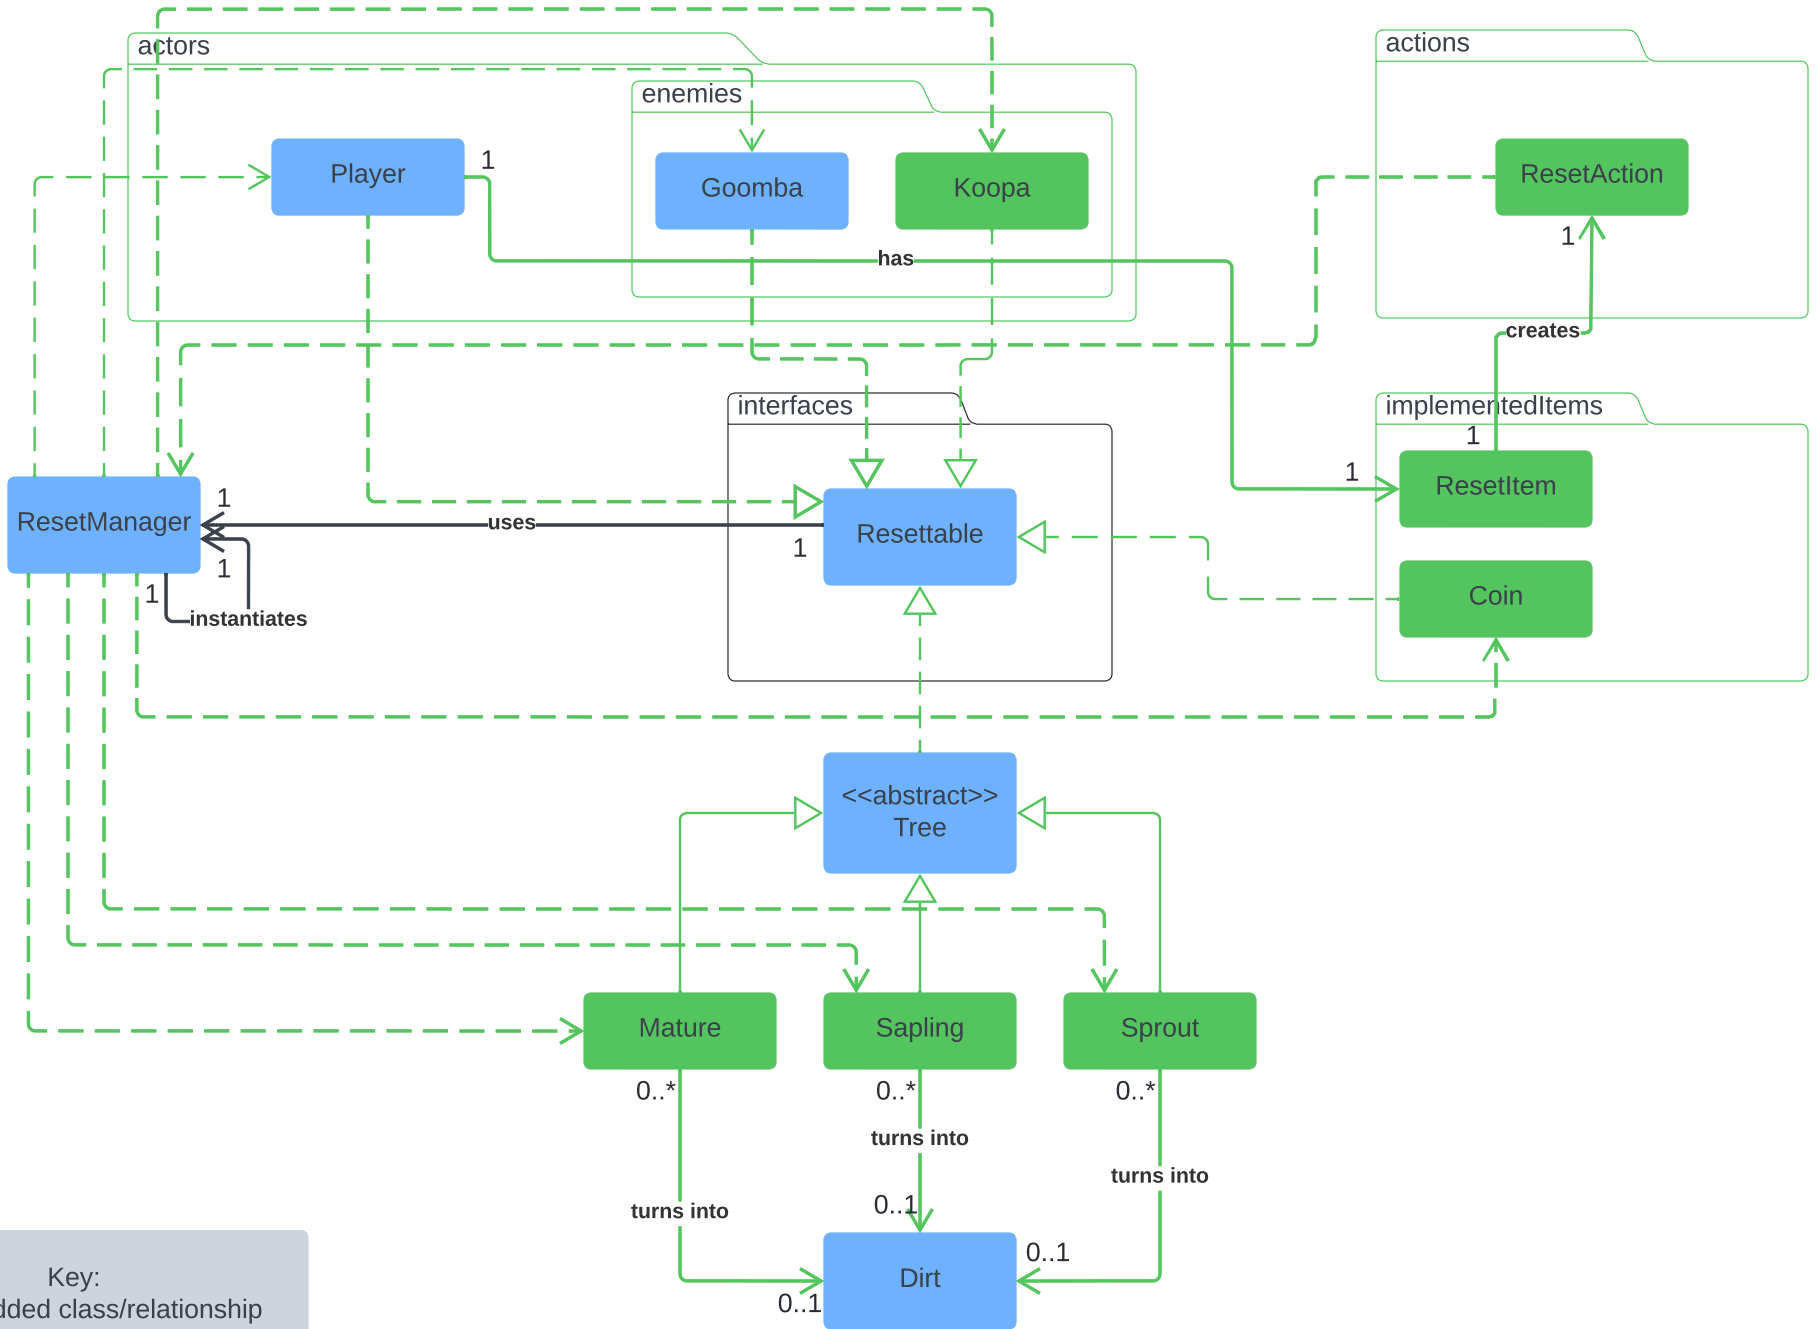 actors
actions
enemies
Player
1
Goomba
Koopa
ResetAction
1
has
creates
interfaces
implementedItems
1
1
ResetItem
ResetManager
1
uses
1
Resettable
1
1
instantiates
Coin
<<abstract>>
Tree
Mature
Sapling
Sprout
0..*
0..*
0..*
turns into
turns into
turns into
0..1
0..1
0..1
Dirt
Key:
class/relationship